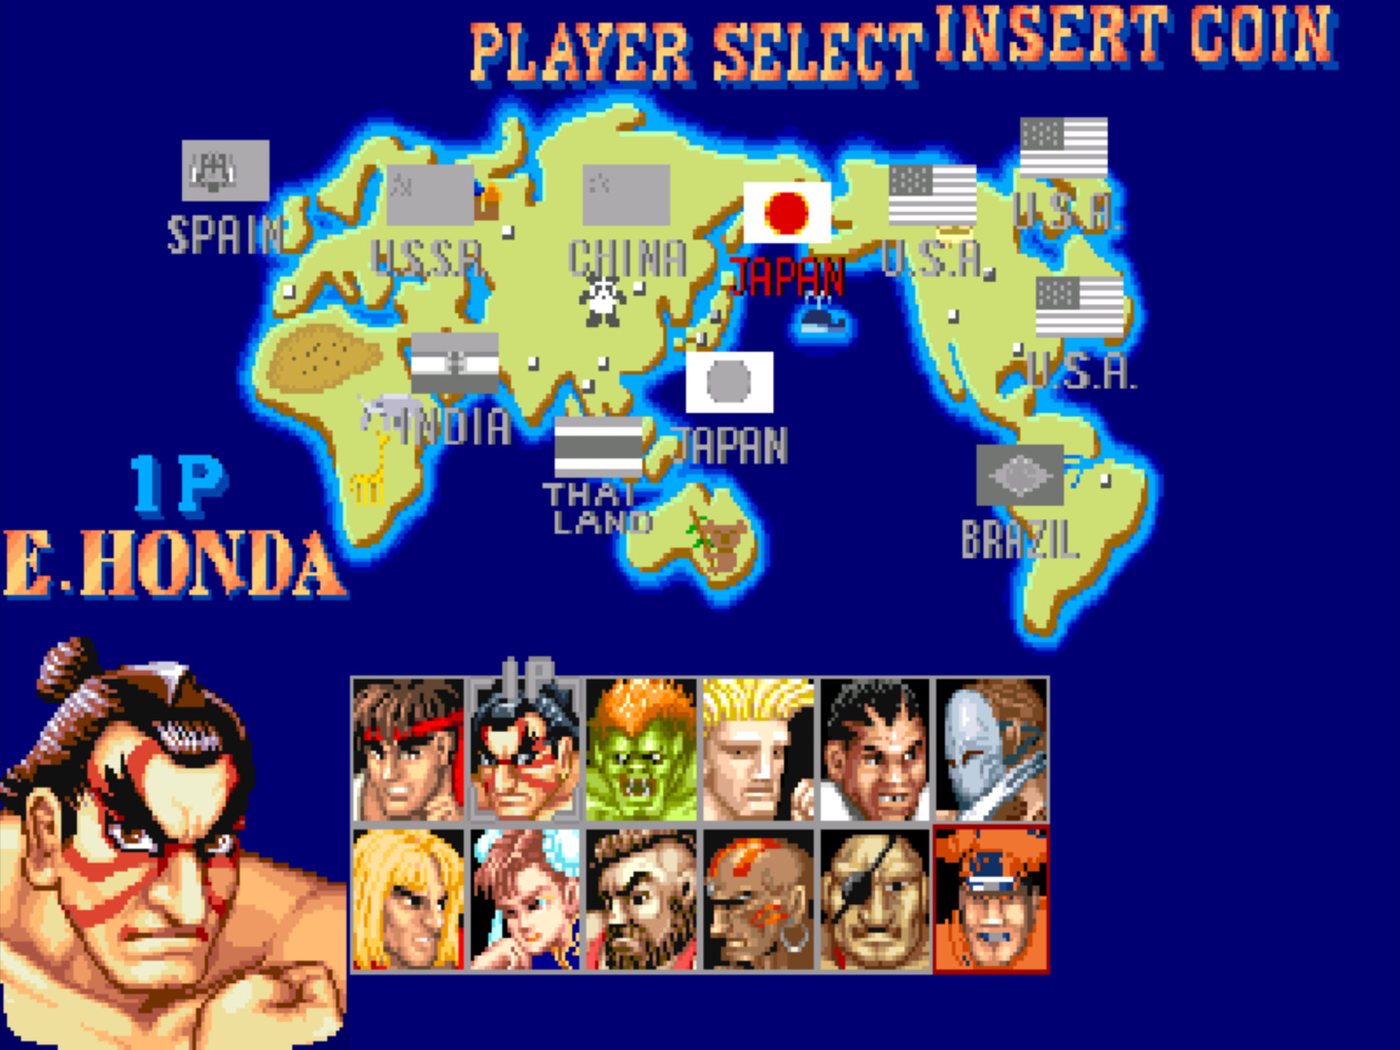 PLAYER SELECT INSERT COIN
SPAIN
U.S.S.R.
CHINA
JAPAN
U.S.A.
U.S.A.
U.S.A.
INDIA
JAPAN
THAI
LAND
BRAZIL
1P
E.HONDA
1P